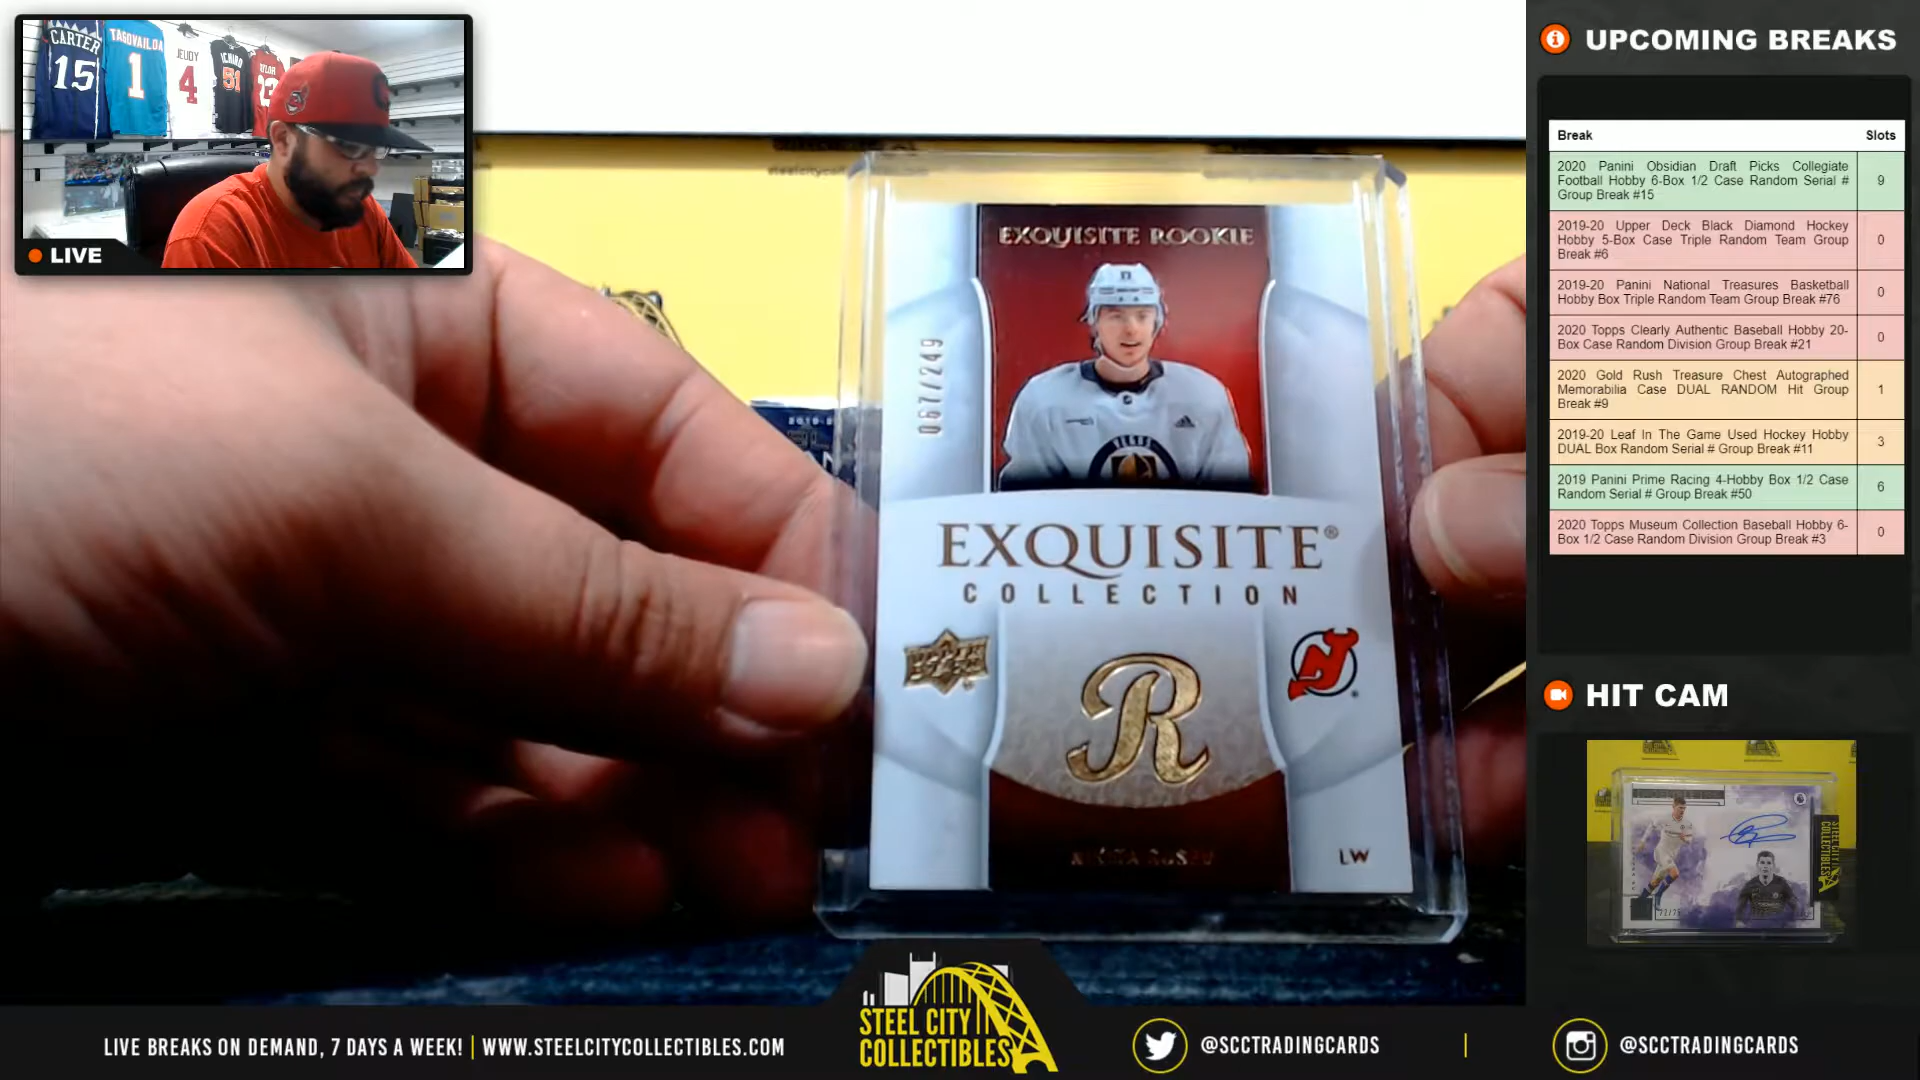 CARTER
15
TAGOVAILOA
1
JEUDY
4
ICHIRO
51
LIVE
EXQUISITE ROOKIE
067/249
VEGAS
EXQUISITE®
COLLECTION
UPPER DECK
R
LW
UPCOMING BREAKS
Break Slots
2020 Panini Obsidian Draft Picks Collegiate
Football Hobby 6-Box 1/2 Case Random Serial # 9
Group Break #15
2019-20 Upper Deck Black Diamond Hockey
Hobby 5-Box Case Triple Random Team Group 0
Break #6
2019-20 Panini National Treasures Basketball
Hobby Box Triple Random Team Group Break #76 0
2020 Topps Clearly Authentic Baseball Hobby 20-
Box Case Random Division Group Break #21 0
2020 Gold Rush Treasure Chest Autographed
Memorabilia Case DUAL RANDOM Hit Group 1
Break #9
2019-20 Leaf In The Game Used Hockey Hobby
DUAL Box Random Serial # Group Break #11 3
2019 Panini Prime Racing 4-Hobby Box 1/2 Case
Random Serial # Group Break #50 6
2020 Topps Museum Collection Baseball Hobby 6-
Box 1/2 Case Random Division Group Break #3 0
HIT CAM
STEEL CITY
COLLECTIBLES
LIVE BREAKS ON DEMAND, 7 DAYS A WEEK! | WWW.STEELCITYCOLLECTIBLES.COM
STEEL CITY
COLLECTIBLES
@SCCTRADINGCARDS
@SCCTRADINGCARDS